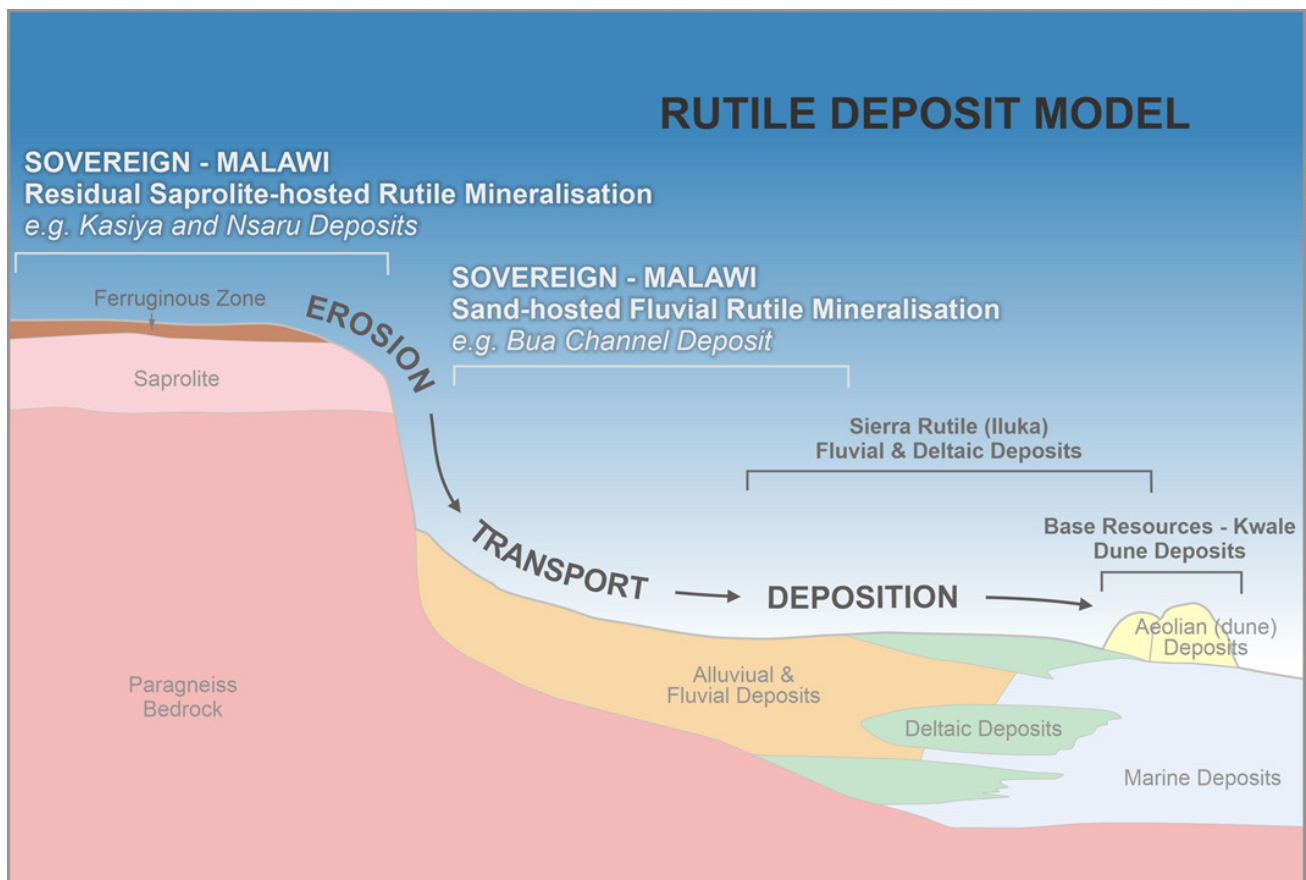 RUTILE DEPOSIT MODEL
SOVEREIGN - MALAWI
Residual Saprolite-hosted Rutile Mineralisation
e.g. Kasiya and Nsaru Deposits
Ferruginous Zone
Saprolite
EROSION
SOVEREIGN - MALAWI
Sand-hosted Fluvial Rutile Mineralisation
e.g. Bua Channel Deposit
Sierra Rutile (Iluka)
Fluvial & Deltaic Deposits
Base Resources - Kwale
Dune Deposits
TRANSPORT
DEPOSITION
Aeolian (dune)
Deposits
Paragneiss
Bedrock
Alluviual &
Fluvial Deposits
Deltaic Deposits
Marine Deposits